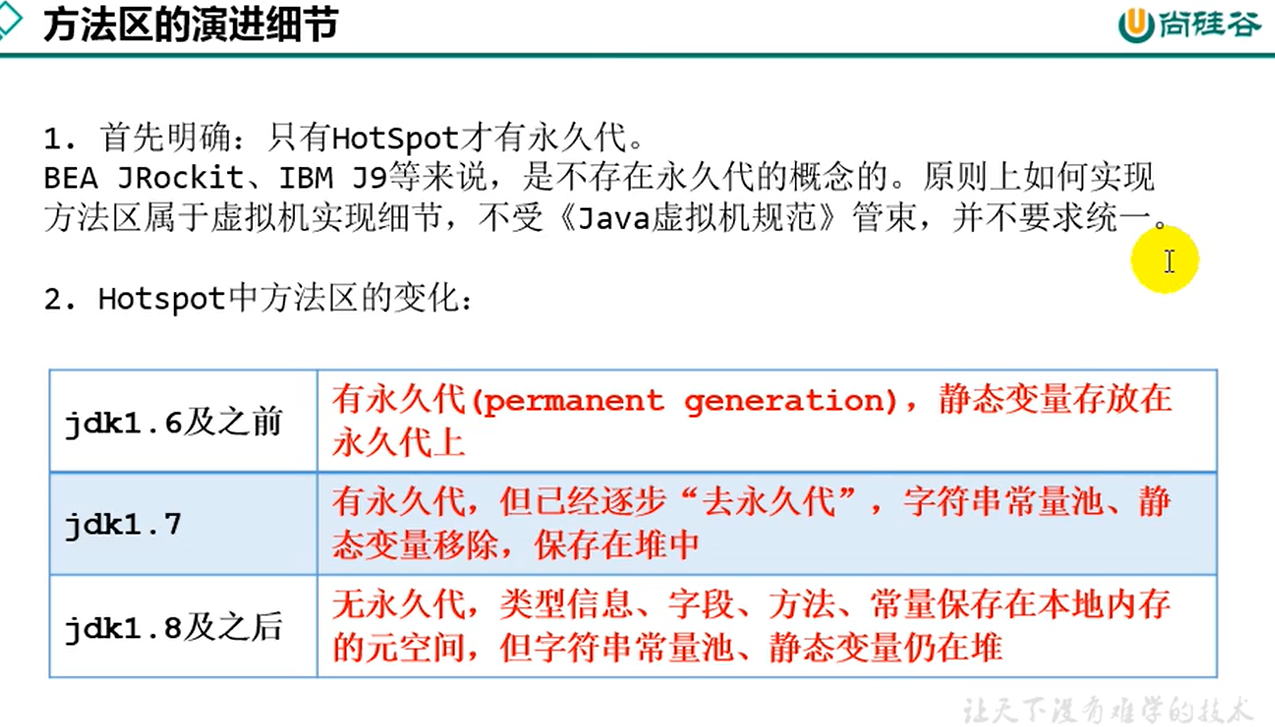 方法区的演进细节
尚硅谷
1. 首先明确：只有HotSpot才有永久代。
BEA JRockit、IBM J9等来说，是不存在永久代的概念的。原则上如何实现
方法区属于虚拟机实现细节，不受《Java虚拟机规范》管束，并不要求统一。
2. Hotspot中方法区的变化：
jdk1.6及之前
有永久代(permanent generation)，静态变量存放在
永久代上
jdk1.7
有永久代，但已经逐步“去永久代”，字符串常量池、静
态变量移除，保存在堆中
jdk1.8及之后
无永久代，类型信息、字段、方法、常量保存在本地内存
的元空间，但字符串常量池、静态变量仍在堆
让天下没有难学的技术